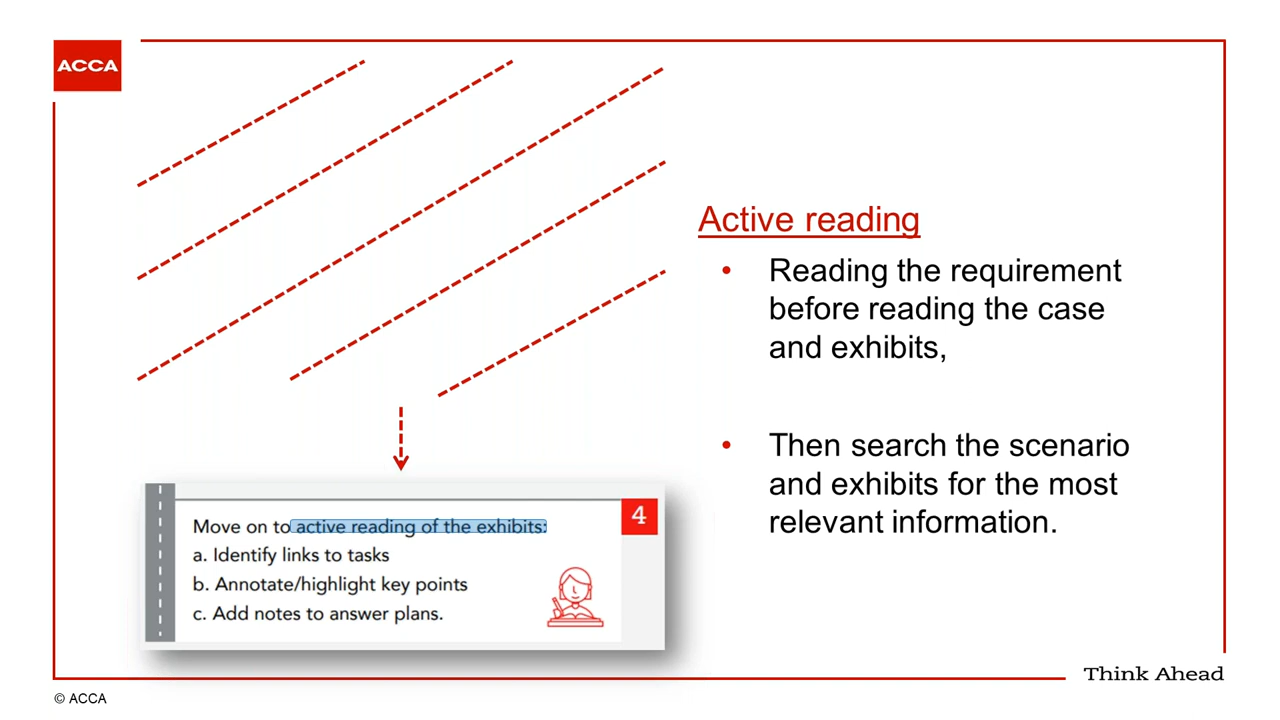 ACCA
Active reading
• Reading the requirement
before reading the case
and exhibits,
• Then search the scenario
and exhibits for the most
relevant information.
4
Move on to active reading of the exhibits:
a. Identify links to tasks
b. Annotate/highlight key points
c. Add notes to answer plans.
Think Ahead
© ACCA